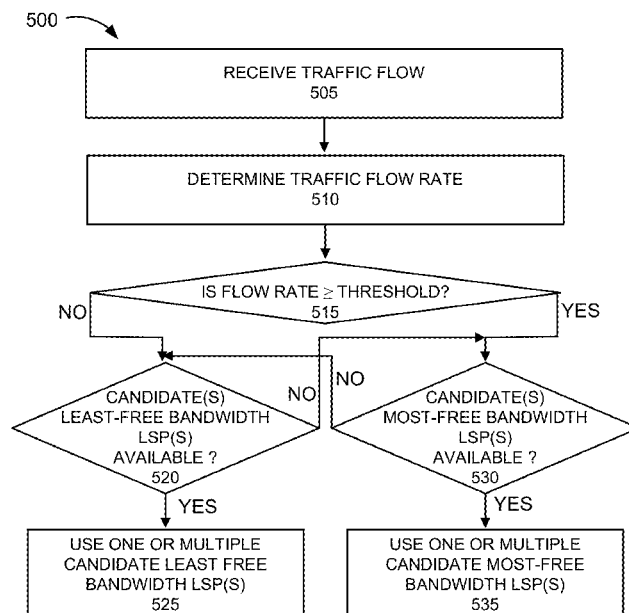 500
RECEIVE TRAFFIC FLOW
505
DETERMINE TRAFFIC FLOW RATE
510
IS FLOW RATE ≥ THRESHOLD?
515
NO
YES
CANDIDATE(S)
LEAST-FREE BANDWIDTH
LSP(S)
AVAILABLE ?
520
NO
NO
CANDIDATE(S)
MOST-FREE BANDWIDTH
LSP(S)
AVAILABLE ?
530
YES
YES
USE ONE OR MULTIPLE
CANDIDATE LEAST FREE
BANDWIDTH LSP(S)
525
USE ONE OR MULTIPLE
CANDIDATE MOST-FREE
BANDWIDTH LSP(S)
535